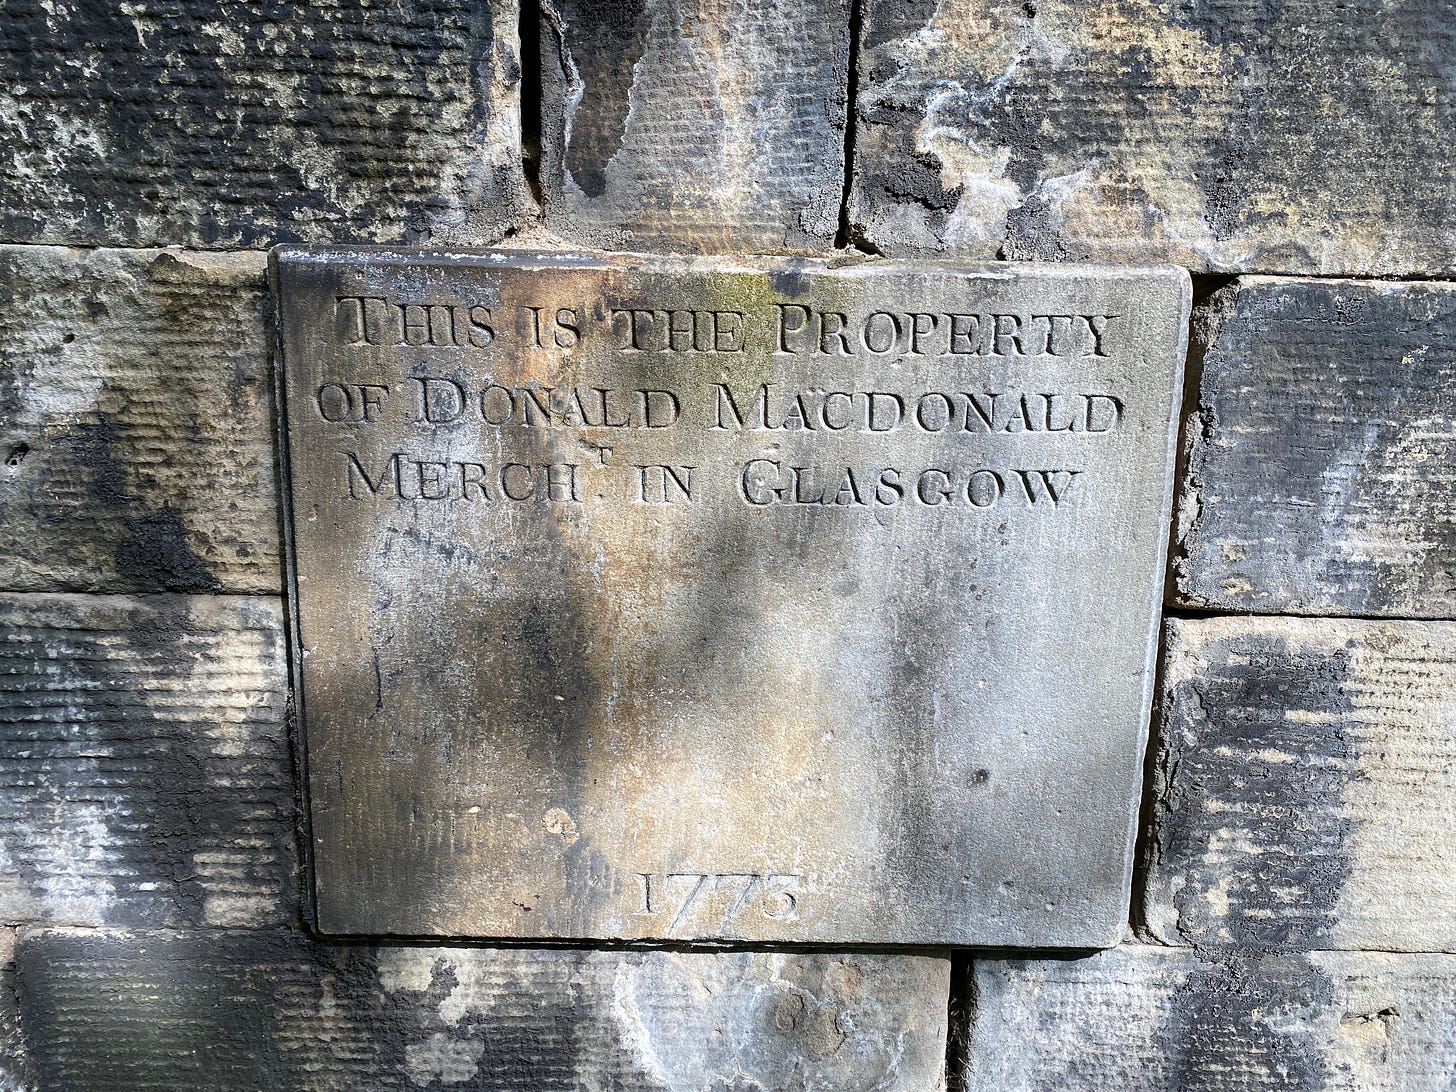 THIS IS THE PROPERTY
OF DONALD MACDONALD
MERCHᵀ. IN GLASGOW
1773